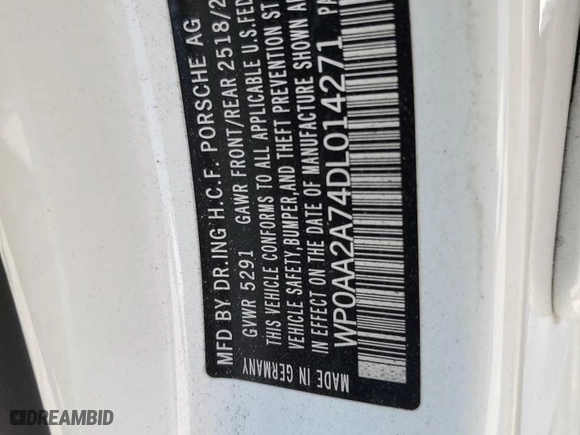 MFD BY DR.ING H.C.F. PORSCHE AG
GVWR 5291 GAWR FRONT/REAR 2518/2
THIS VEHICLE CONFORMS TO ALL APPLICABLE U.S.FED
VEHICLE SAFETY,BUMPER,AND THEFT PREVENTION ST
IN EFFECT ON THE DATE OF MANUFACTURE SHOWN A
WP0AA2A74DL014271
MADE IN GERMANY
DREAMBID